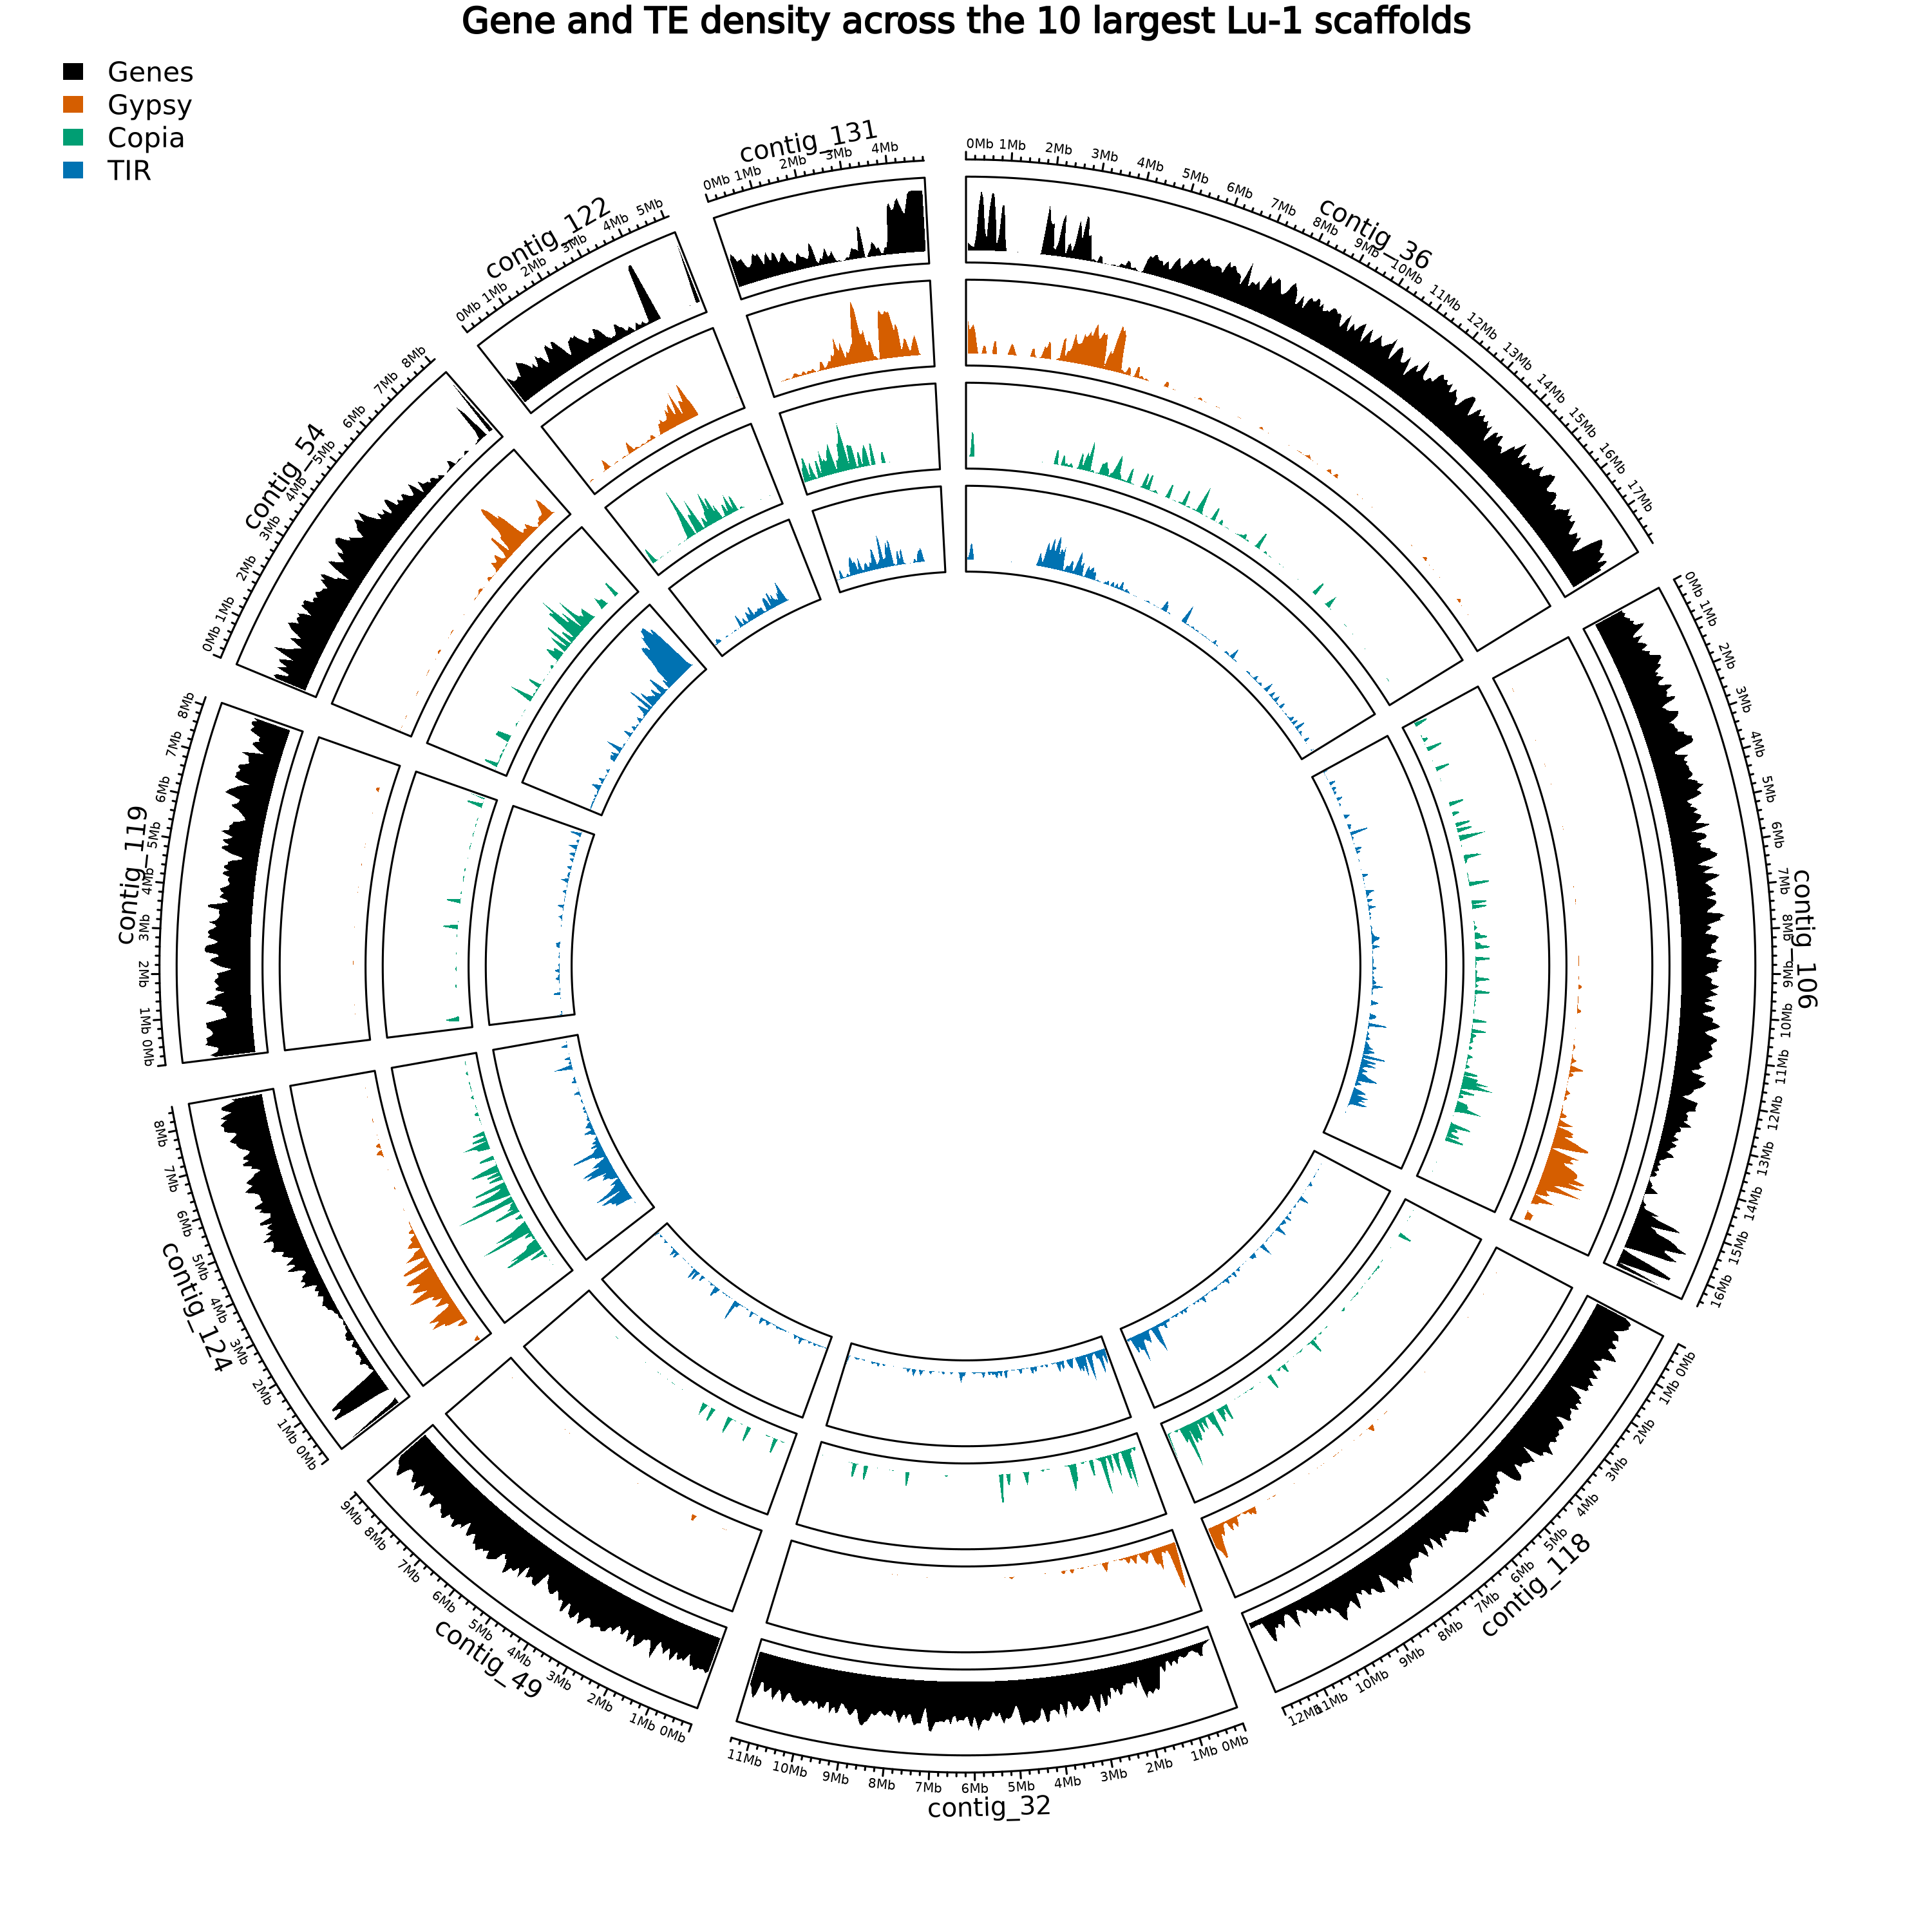 Gene and TE density across the 10 largest Lu-1 scaffolds
Genes
Gypsy
Copia
TIR
contig_36
0Mb 1Mb 2Mb 3Mb 4Mb 5Mb 6Mb 7Mb 8Mb 9Mb 10Mb 11Mb 12Mb 13Mb 14Mb 15Mb 16Mb 17Mb
contig_106
0Mb 1Mb 2Mb 3Mb 4Mb 5Mb 6Mb 7Mb 8Mb 9Mb 10Mb 11Mb 12Mb 13Mb 14Mb 15Mb 16Mb
contig_118
0Mb 1Mb 2Mb 3Mb 4Mb 5Mb 6Mb 7Mb 8Mb 9Mb 10Mb 11Mb 12Mb
contig_32
0Mb 1Mb 2Mb 3Mb 4Mb 5Mb 6Mb 7Mb 8Mb 9Mb 10Mb 11Mb
contig_49
0Mb 1Mb 2Mb 3Mb 4Mb 5Mb 6Mb 7Mb 8Mb 9Mb
contig_124
0Mb 1Mb 2Mb 3Mb 4Mb 5Mb 6Mb 7Mb 8Mb
contig_119
0Mb 1Mb 2Mb 3Mb 4Mb 5Mb 6Mb 7Mb 8Mb
contig_54
0Mb 1Mb 2Mb 3Mb 4Mb 5Mb 6Mb 7Mb 8Mb
contig_122
0Mb 1Mb 2Mb 3Mb 4Mb 5Mb
contig_131
0Mb 1Mb 2Mb 3Mb 4Mb